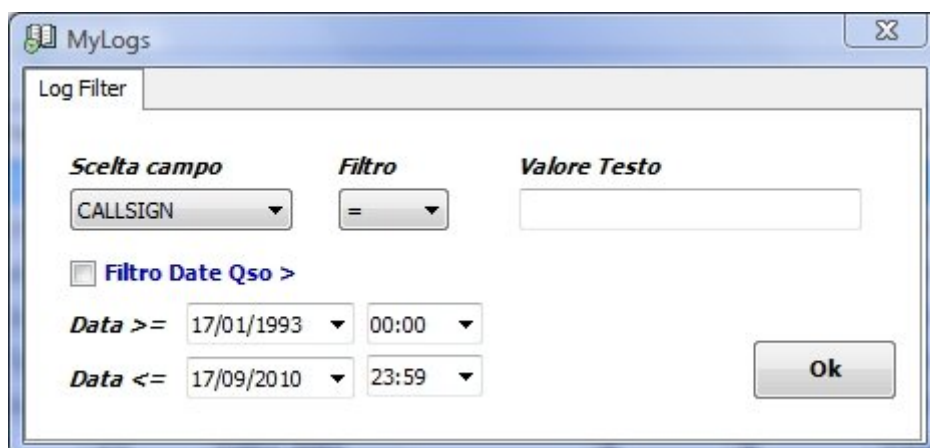 MyLogs
Log Filter
Scelta campo Filtro Valore Testo
CALLSIGN =
Filtro Date Qso >
Data >= 17/01/1993 00:00
Data <= 17/09/2010 23:59
Ok